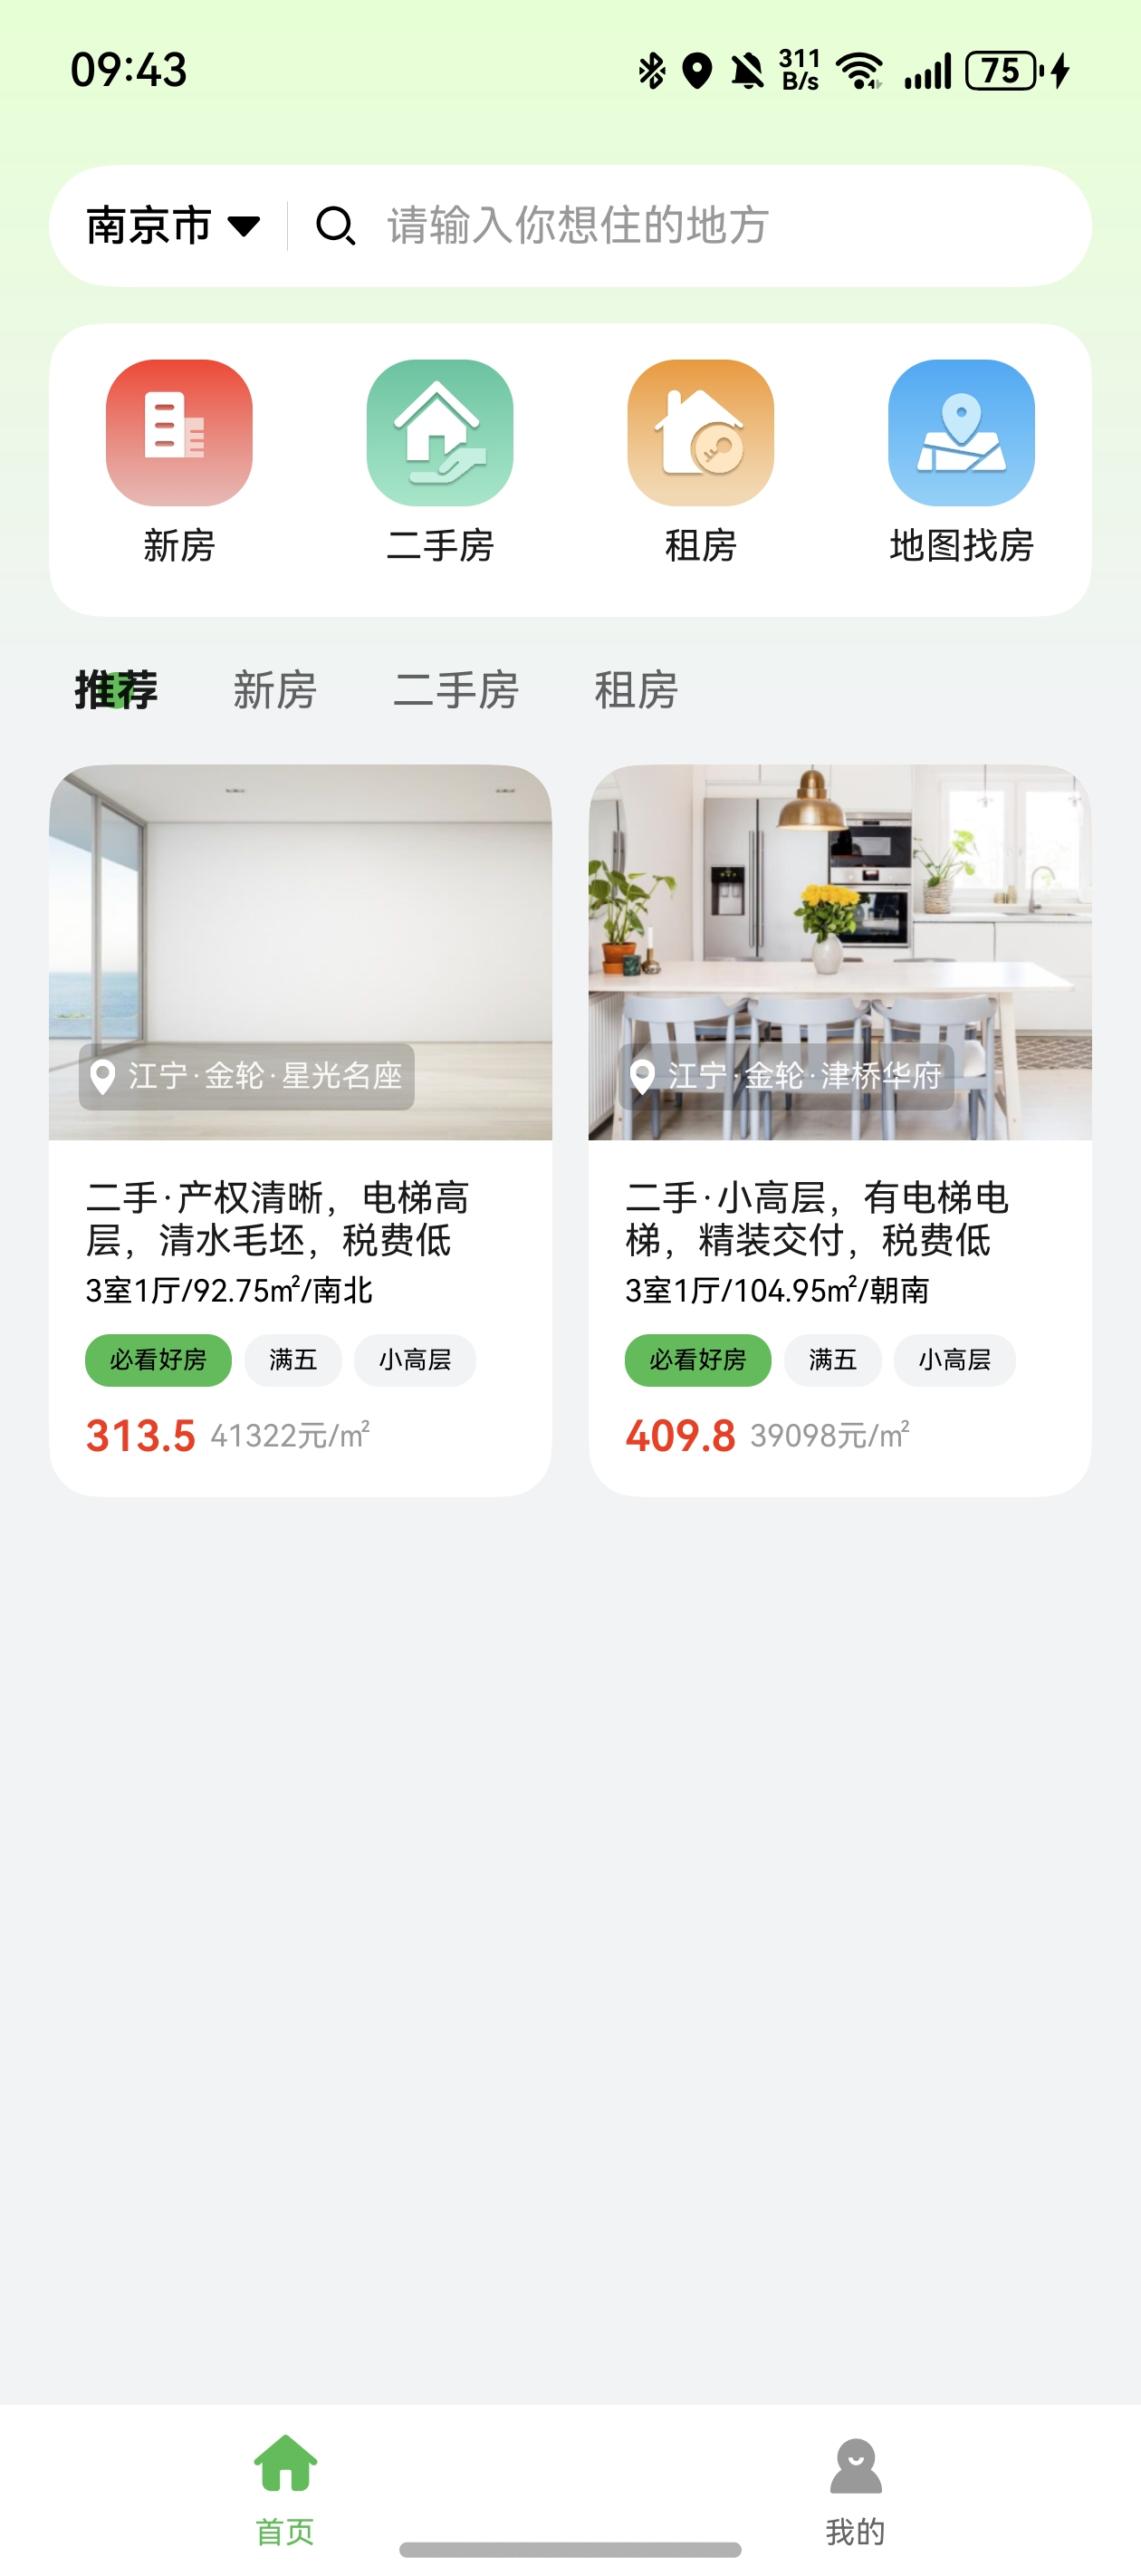 09:43
311
B/s
75
南京市
请输入你想住的地方
新房
二手房
租房
地图找房
推荐
新房
二手房
租房
江宁·金轮·星光名座
二手·产权清晰，电梯高
层，清水毛坯，税费低
3室1厅/92.75㎡/南北
必看好房
满五
小高层
313.5 41322元/㎡
江宁·金轮·津桥华府
二手·小高层，有电梯电
梯，精装交付，税费低
3室1厅/104.95㎡/朝南
必看好房
满五
小高层
409.8 39098元/㎡
首页
我的